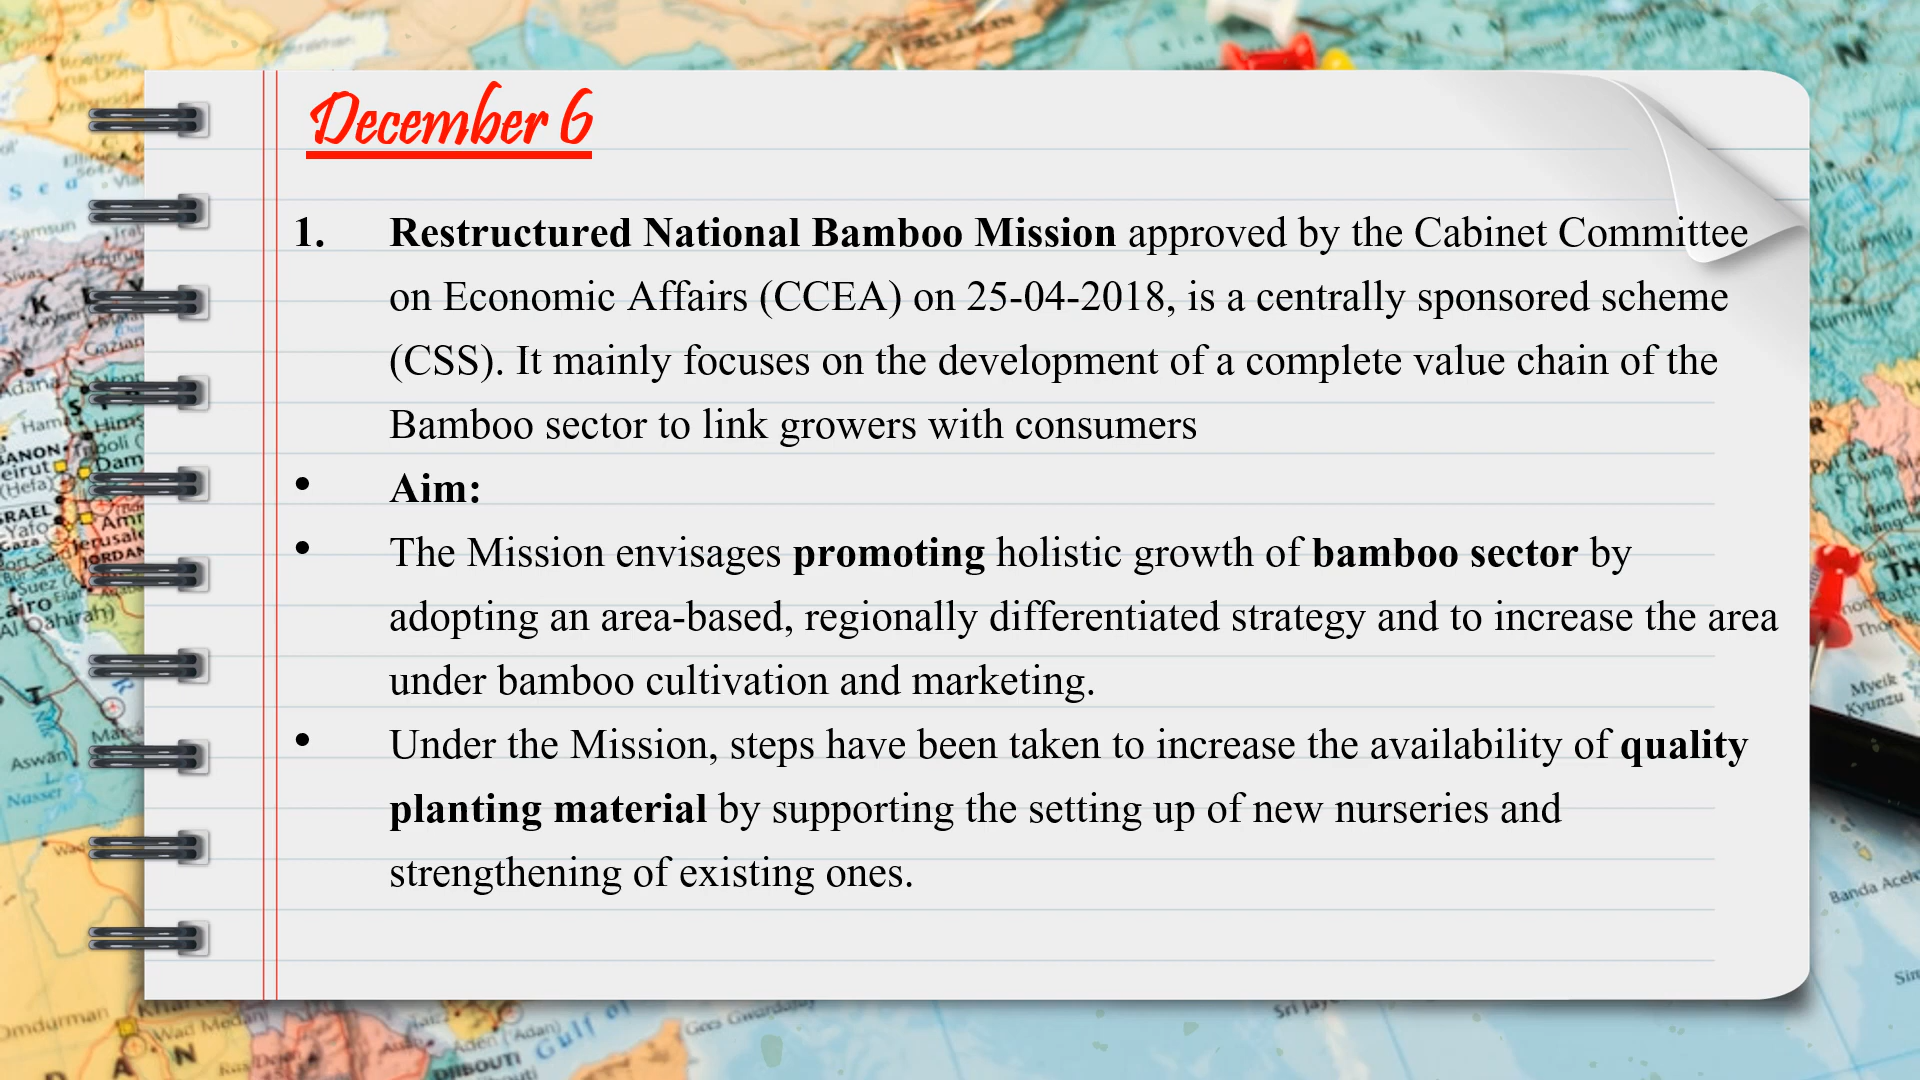 December 6
1. Restructured National Bamboo Mission approved by the Cabinet Committee
on Economic Affairs (CCEA) on 25-04-2018, is a centrally sponsored scheme
(CSS). It mainly focuses on the development of a complete value chain of the
Bamboo sector to link growers with consumers
• Aim:
• The Mission envisages promoting holistic growth of bamboo sector by
adopting an area-based, regionally differentiated strategy and to increase the area
under bamboo cultivation and marketing.
• Under the Mission, steps have been taken to increase the availability of quality
planting material by supporting the setting up of new nurseries and
strengthening of existing ones.